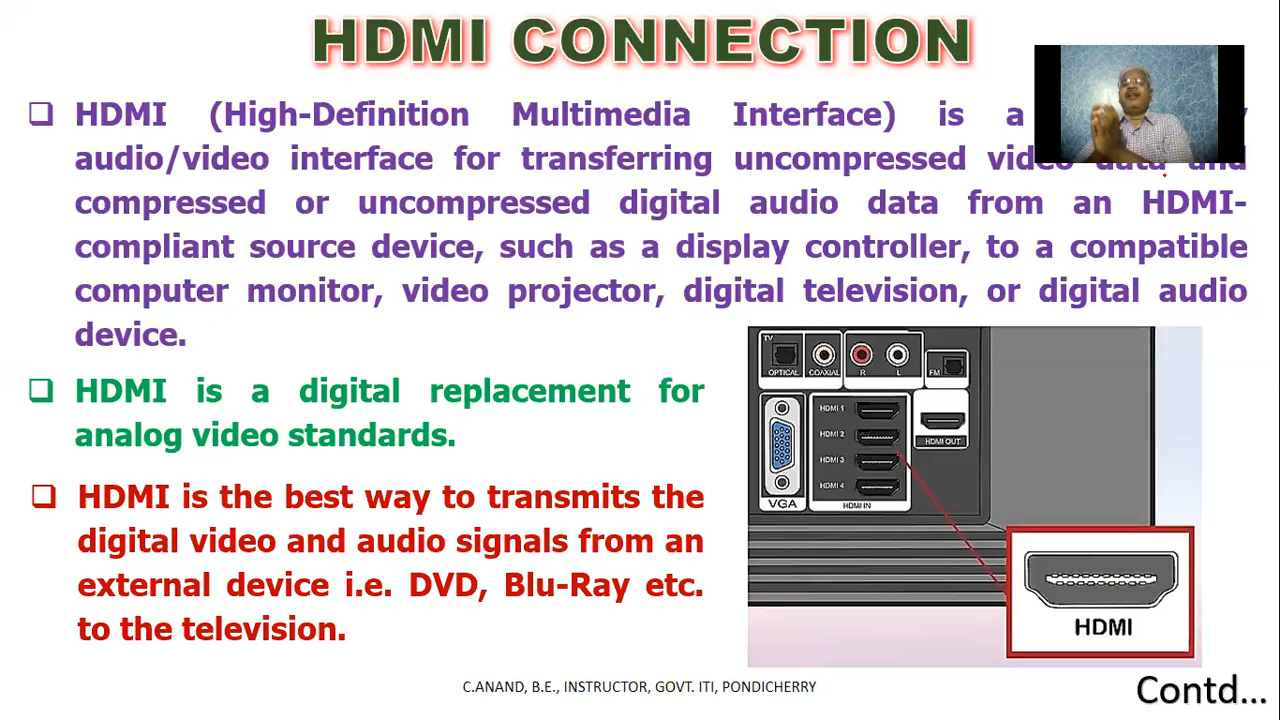 HDMI CONNECTION
❑ HDMI (High-Definition Multimedia Interface) is a
audio/video interface for transferring uncompressed video data and
compressed or uncompressed digital audio data from an HDMI-
compliant source device, such as a display controller, to a compatible
computer monitor, video projector, digital television, or digital audio
device.
❑ HDMI is a digital replacement for
analog video standards.
❑ HDMI is the best way to transmits the
digital video and audio signals from an
external device i.e. DVD, Blu-Ray etc.
to the television.
TV
OPTICAL COAXIAL R L FM
HDMI 1
HDMI 2
HDMI 3
HDMI 4
HDMI OUT
VGA HDMI IN
HDMI
C.ANAND, B.E., INSTRUCTOR, GOVT. ITI, PONDICHERRY
Contd...